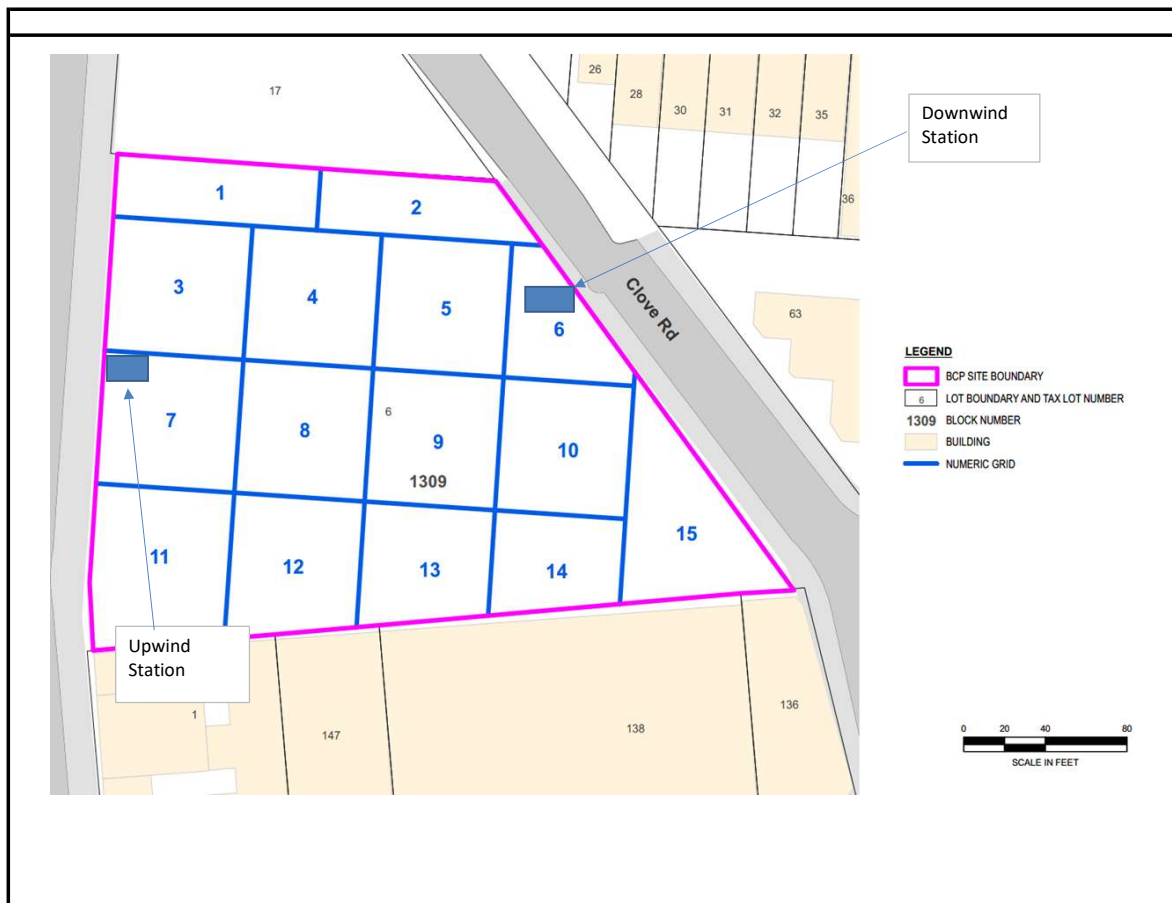 17
26
28
30
31
32
35
36
Downwind
Station
1
2
3
4
5
6
Clove Rd
63
7
8
6
9
10
1309
11
12
13
14
15
Upwind
Station
1
147
138
136
LEGEND
BCP SITE BOUNDARY
6 LOT BOUNDARY AND TAX LOT NUMBER
1309 BLOCK NUMBER
BUILDING
NUMERIC GRID
0 20 40 80
SCALE IN FEET